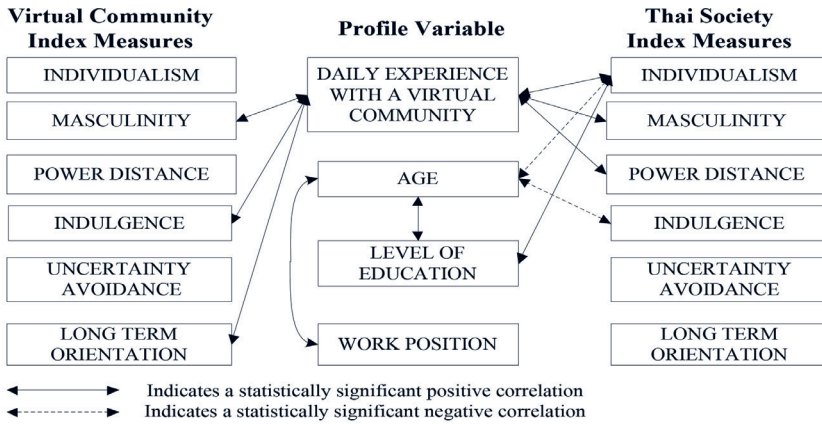 Virtual Community
Index Measures
INDIVIDUALISM
MASCULINITY
POWER DISTANCE
INDULGENCE
UNCERTAINTY
AVOIDANCE
LONG TERM
ORIENTATION
Profile Variable
DAILY EXPERIENCE
WITH A VIRTUAL
COMMUNITY
AGE
LEVEL OF
EDUCATION
WORK POSITION
Thai Society
Index Measures
INDIVIDUALISM
MASCULINITY
POWER DISTANCE
INDULGENCE
UNCERTAINTY
AVOIDANCE
LONG TERM
ORIENTATION
Indicates a statistically significant positive correlation
Indicates a statistically significant negative correlation